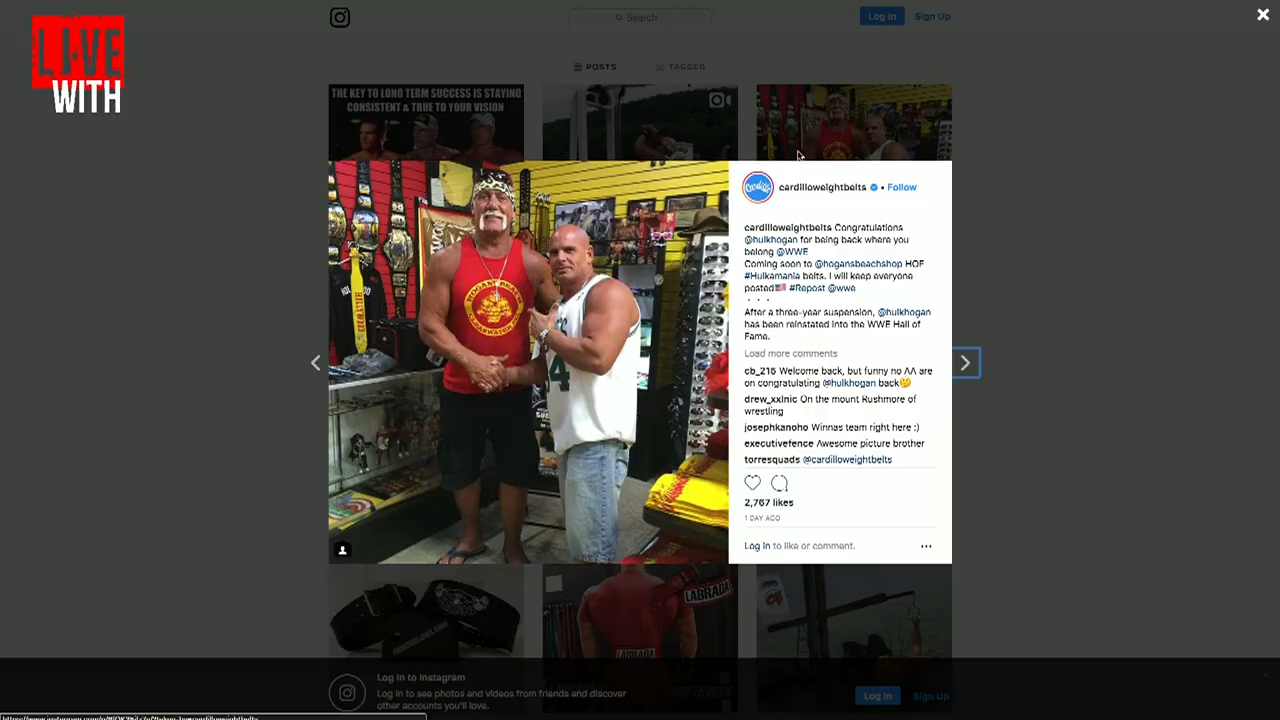 LIVE
WITH
Search
Log In
Sign Up
POSTS
TAGGED
THE KEY TO LONG TERM SUCCESS IS STAYING
CONSISTENT & TRUE TO YOUR VISION
cardilloweightbelts • Follow
cardilloweightbelts Congratulations
@hulkhogan for being back where you
belong @WWE
Coming soon to @hogansbeachshop HOF
#Hulkamania belts. I will keep everyone
posted🇺🇸 #Repost @wwe
· · ·
After a three-year suspension, @hulkhogan
has been reinstated into the WWE Hall of
Fame.
Load more comments
cb_215 Welcome back, but funny no AA are
on congratulating @hulkhogan back🤔
drew_xxlnic On the mount Rushmore of
wrestling
josephkanoho Winnas team right here :)
executivefence Awesome picture brother
torresquads @cardilloweightbelts
2,767 likes
1 DAY AGO
Log in to like or comment.
LABRADA
LABRADA
Log in to Instagram
Log in to see photos and videos from friends and discover
other accounts you'll love.
Log In
Sign Up